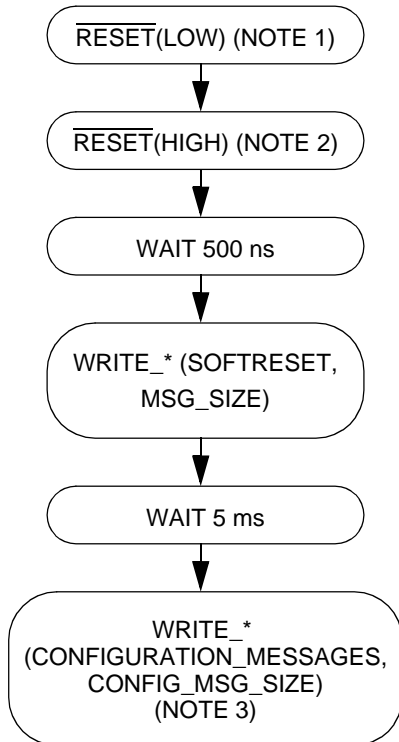 RESET(LOW) (NOTE 1)
RESET(HIGH) (NOTE 2)
WAIT 500 ns
WRITE_* (SOFTRESET,
MSG_SIZE)
WAIT 5 ms
WRITE_*
(CONFIGURATION_MESSAGES,
CONFIG_MSG_SIZE)
(NOTE 3)